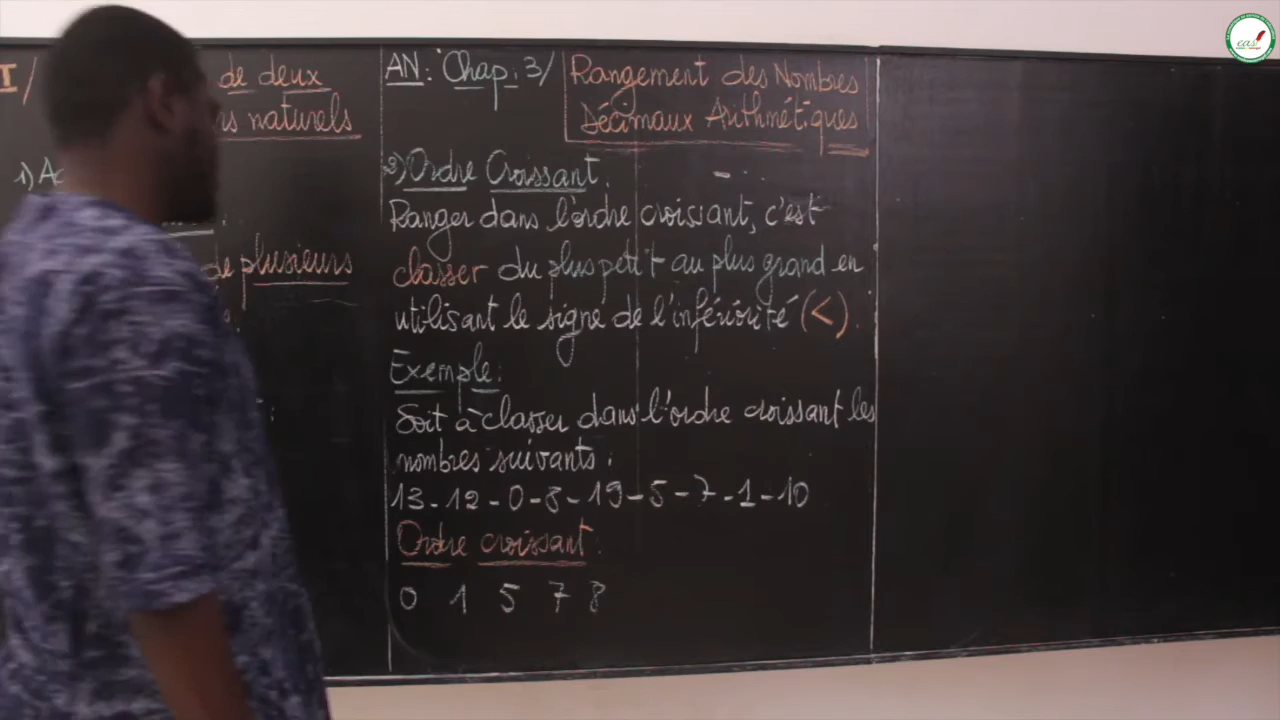 I/ de deux
naturels
1)
de plusieurs
AN: Chap: 3/ Rangement des Nombres
Décimaux Arithmétiques
2) Ordre Croissant.
Ranger dans l'ordre croissant, c'est
classer du plus petit au plus grand en
utilisant le signe de l'infériorité (<).
Exemple:
Soit à classer dans l'ordre croissant les
nombres suivants:
13-12-0-8-19-5-7-1-10
Ordre croissant:
0 1 5 7 8
eas